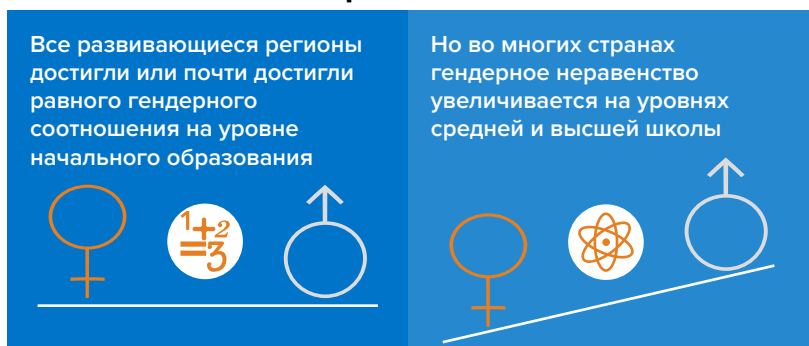 Все развивающиеся регионы
достигли или почти достигли
равного гендерного
соотношения на уровне
начального образования
Но во многих странах
гендерное неравенство
увеличивается на уровнях
средней и высшей школы
1+2
=3